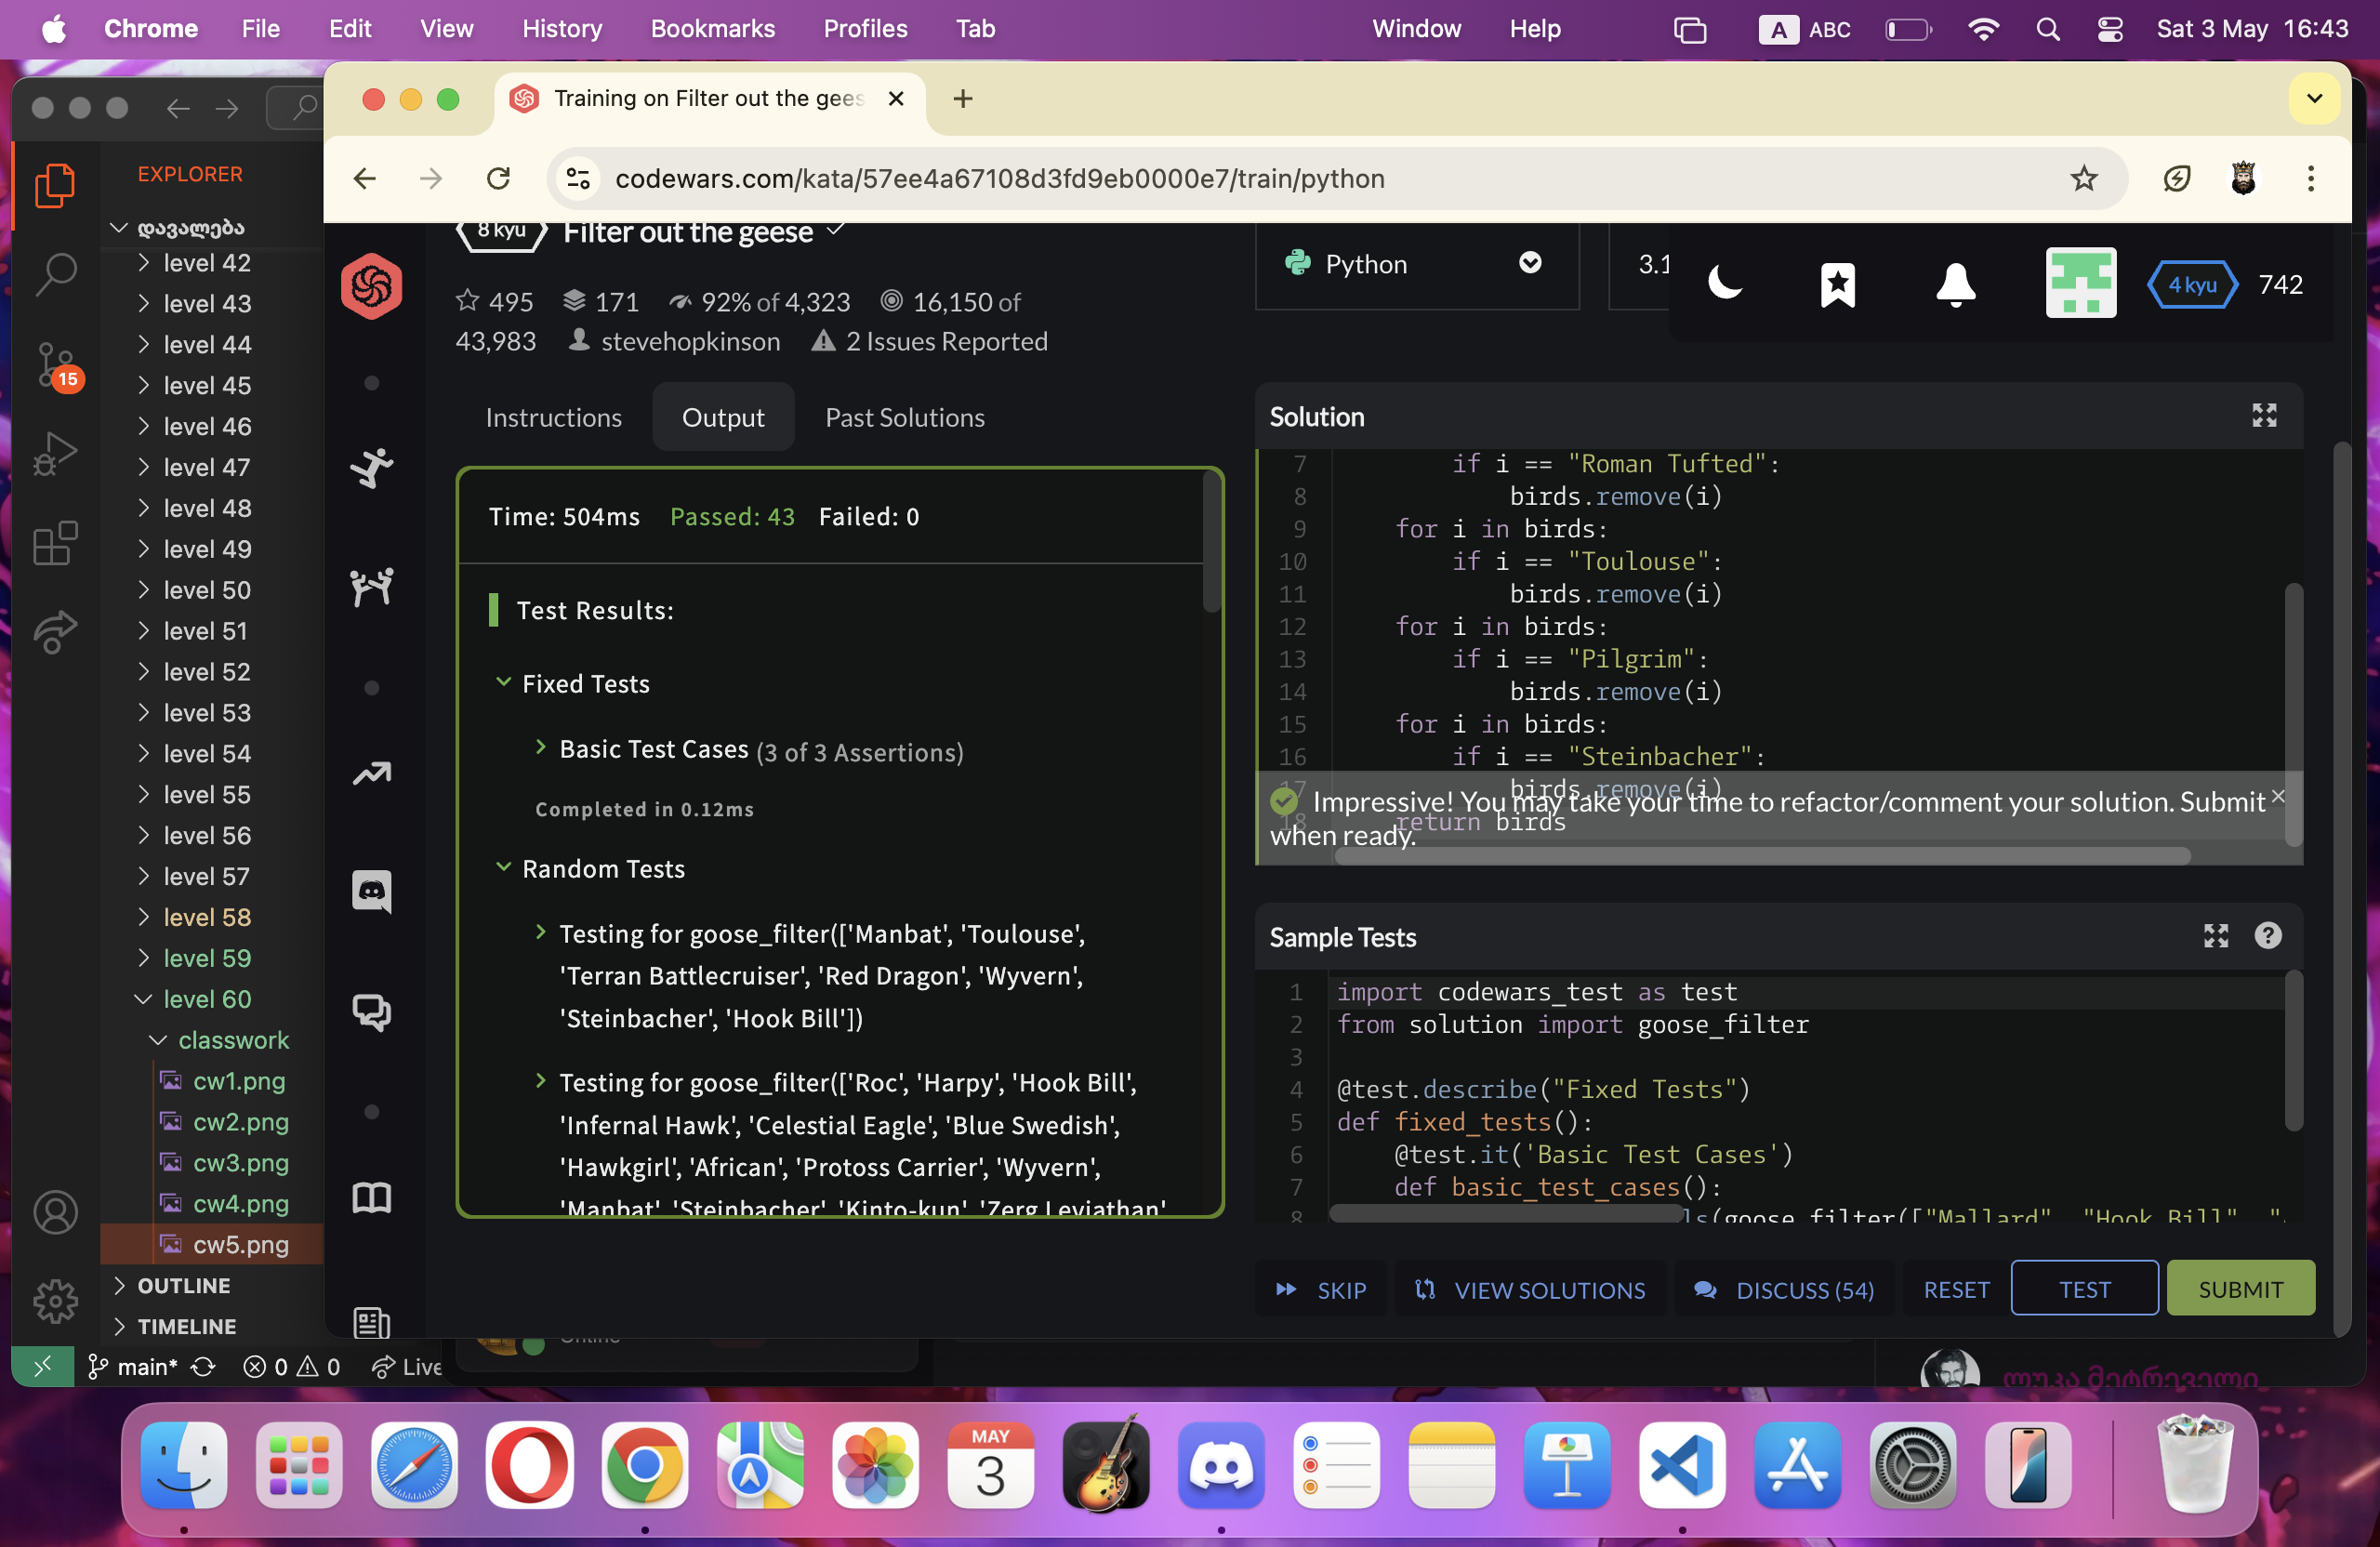 Chrome File Edit View History Bookmarks Profiles Tab Window Help A ABC Sat 3 May 16:43
Training on Filter out the gees
codewars.com/kata/57ee4a67108d3fd9eb0000e7/train/python
EXPLORER
დავალება
level 42
level 43
level 44
level 45
level 46
level 47
level 48
level 49
level 50
level 51
level 52
level 53
level 54
level 55
level 56
level 57
level 58
level 59
level 60
classwork
cw1.png
cw2.png
cw3.png
cw4.png
cw5.png
OUTLINE
TIMELINE
15
main* 0 0 Live
8 kyu Filter out the geese
495 171 92% of 4,323 16,150 of
43,983 stevehopkinson 2 Issues Reported
Python
3.1
4 kyu 742
Instructions Output Past Solutions
Time: 504ms Passed: 43 Failed: 0
Test Results:
Fixed Tests
Basic Test Cases (3 of 3 Assertions)
Completed in 0.12ms
Random Tests
Testing for goose_filter(['Manbat', 'Toulouse',
'Terran Battlecruiser', 'Red Dragon', 'Wyvern',
'Steinbacher', 'Hook Bill'])
Testing for goose_filter(['Roc', 'Harpy', 'Hook Bill',
'Infernal Hawk', 'Celestial Eagle', 'Blue Swedish',
'Hawkgirl', 'African', 'Protoss Carrier', 'Wyvern',
'Manbat', 'Steinbacher', 'Kinto-kun', 'Zerg Leviathan'
Solution
7 if i == "Roman Tufted":
8 birds.remove(i)
9 for i in birds:
10 if i == "Toulouse":
11 birds.remove(i)
12 for i in birds:
13 if i == "Pilgrim":
14 birds.remove(i)
15 for i in birds:
16 if i == "Steinbacher":
17 birds.remove(i)
18 return birds
Impressive! You may take your time to refactor/comment your solution. Submit
when ready.
Sample Tests
1 import codewars_test as test
2 from solution import goose_filter
3
4 @test.describe("Fixed Tests")
5 def fixed_tests():
6 @test.it('Basic Test Cases')
7 def basic_test_cases():
8 ls(goose_filter(["Mallard", "Hook Bill", "
SKIP VIEW SOLUTIONS DISCUSS (54) RESET TEST SUBMIT
Online
ლუკა მეტრეველი
MAY
3